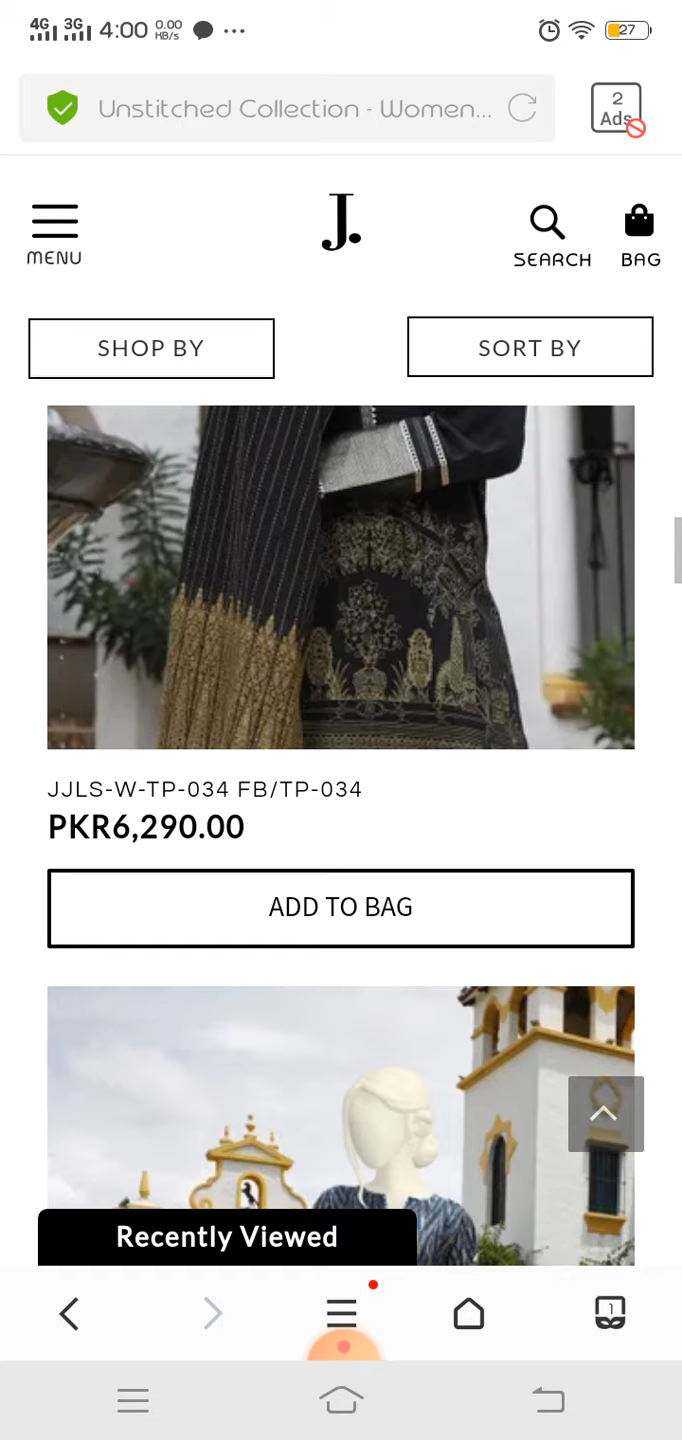 4G 3G 4:00 0.00 HB/s 27
Unstitched Collection - Women...
2
Ads
J.
MENU
SEARCH
BAG
SHOP BY
SORT BY
JJLS-W-TP-034 FB/TP-034
PKR6,290.00
ADD TO BAG
Recently Viewed
1